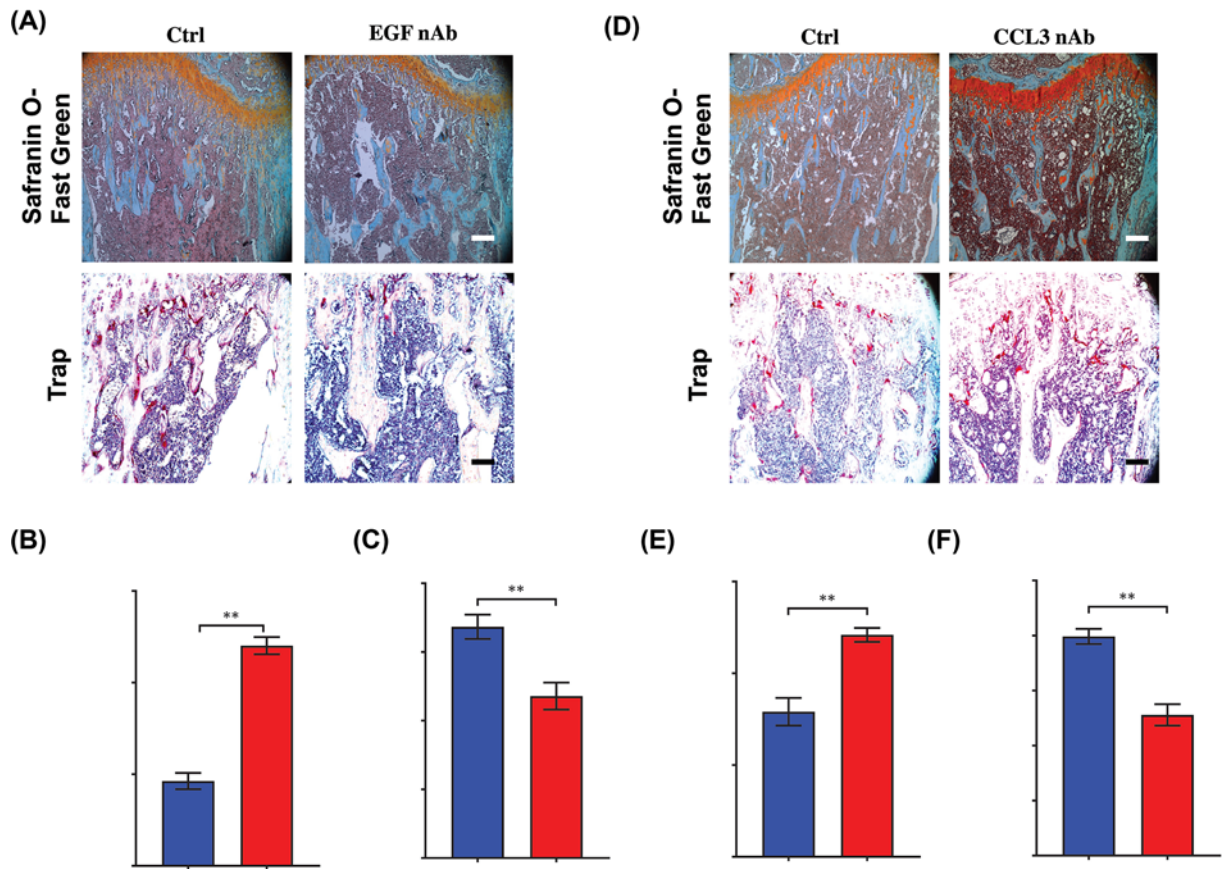 (A)
Ctrl
EGF nAb
Safranin O-
Fast Green
Trap
(D)
Ctrl
CCL3 nAb
Safranin O-
Fast Green
Trap
(B)
**
(C)
**
(E)
**
(F)
**